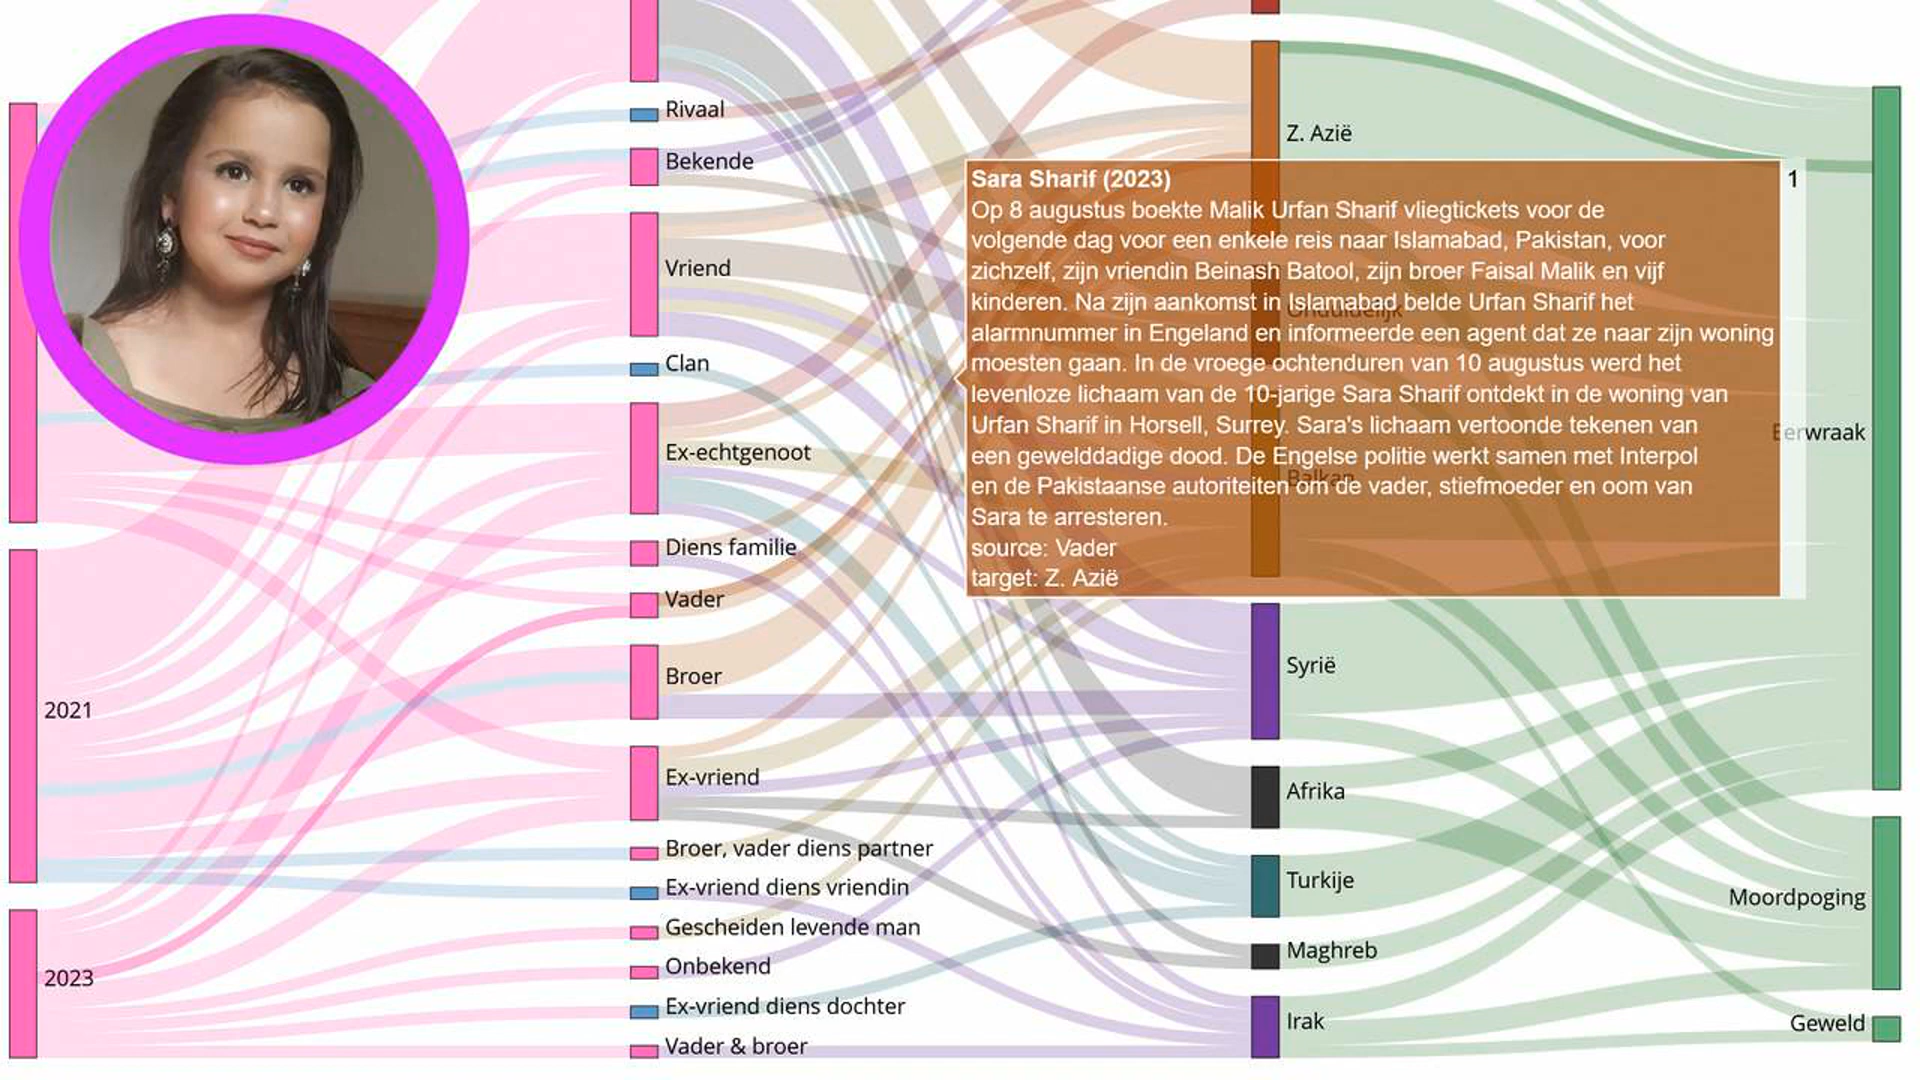 Rivaal
Bekende
Vriend
Clan
Ex-echtgenoot
Diens familie
Vader
Broer
Ex-vriend
Broer, vader diens partner
Ex-vriend diens vriendin
Gescheiden levende man
Onbekend
Ex-vriend diens dochter
Vader & broer
2021
2023
Z. Azië
Sara Sharif (2023)
Op 8 augustus boekte Malik Urfan Sharif vliegtickets voor de
volgende dag voor een enkele reis naar Islamabad, Pakistan, voor
zichzelf, zijn vriendin Beinash Batool, zijn broer Faisal Malik en vijf
kinderen. Na zijn aankomst in Islamabad belde Urfan Sharif het
alarmnummer in Engeland en informeerde een agent dat ze naar zijn woning
moesten gaan. In de vroege ochtenduren van 10 augustus werd het
levenloze lichaam van de 10-jarige Sara Sharif ontdekt in de woning van
Urfan Sharif in Horsell, Surrey. Sara's lichaam vertoonde tekenen van
een gewelddadige dood. De Engelse politie werkt samen met Interpol
en de Pakistaanse autoriteiten om de vader, stiefmoeder en oom van
Sara te arresteren.
source: Vader
target: Z. Azië
1
Onduidelijk
Balkan
Syrië
Afrika
Turkije
Maghreb
Irak
Eerwraak
Moordpoging
Geweld